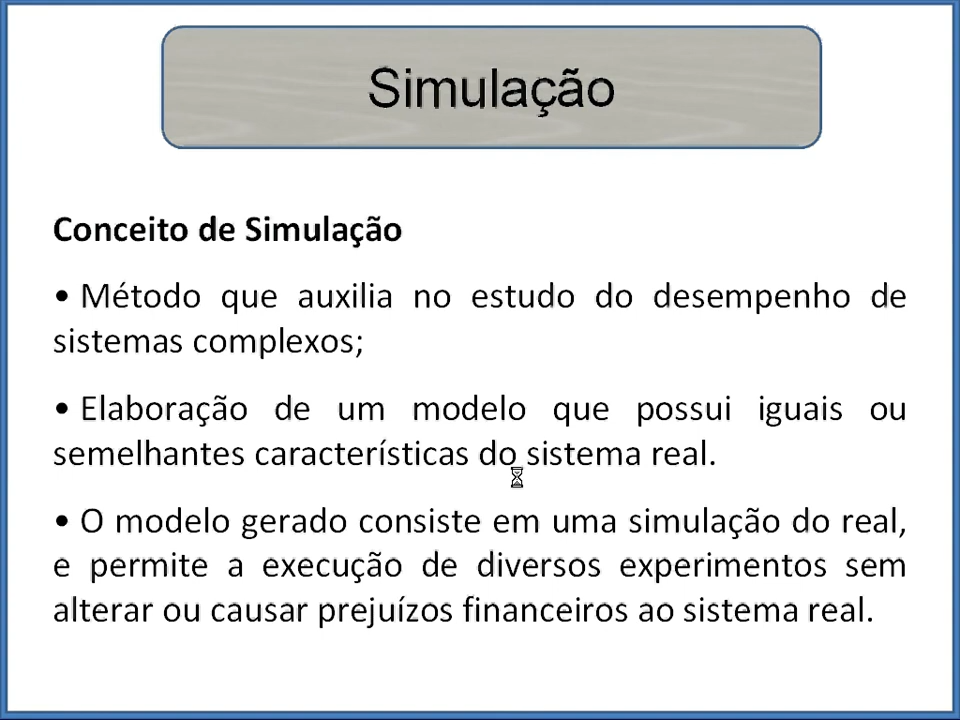 Simulação
Conceito de Simulação
• Método que auxilia no estudo do desempenho de
sistemas complexos;
• Elaboração de um modelo que possui iguais ou
semelhantes características do sistema real.
• O modelo gerado consiste em uma simulação do real,
e permite a execução de diversos experimentos sem
alterar ou causar prejuízos financeiros ao sistema real.